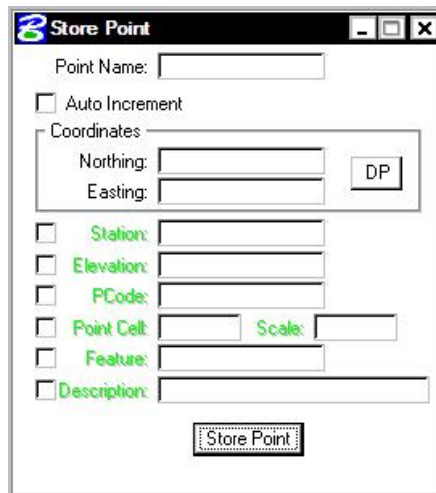 Store Point
Point Name:
Auto Increment
Coordinates
Northing:
Easting:
DP
Station:
Elevation:
PCode:
Point Cell: Scale:
Feature:
Description:
Store Point